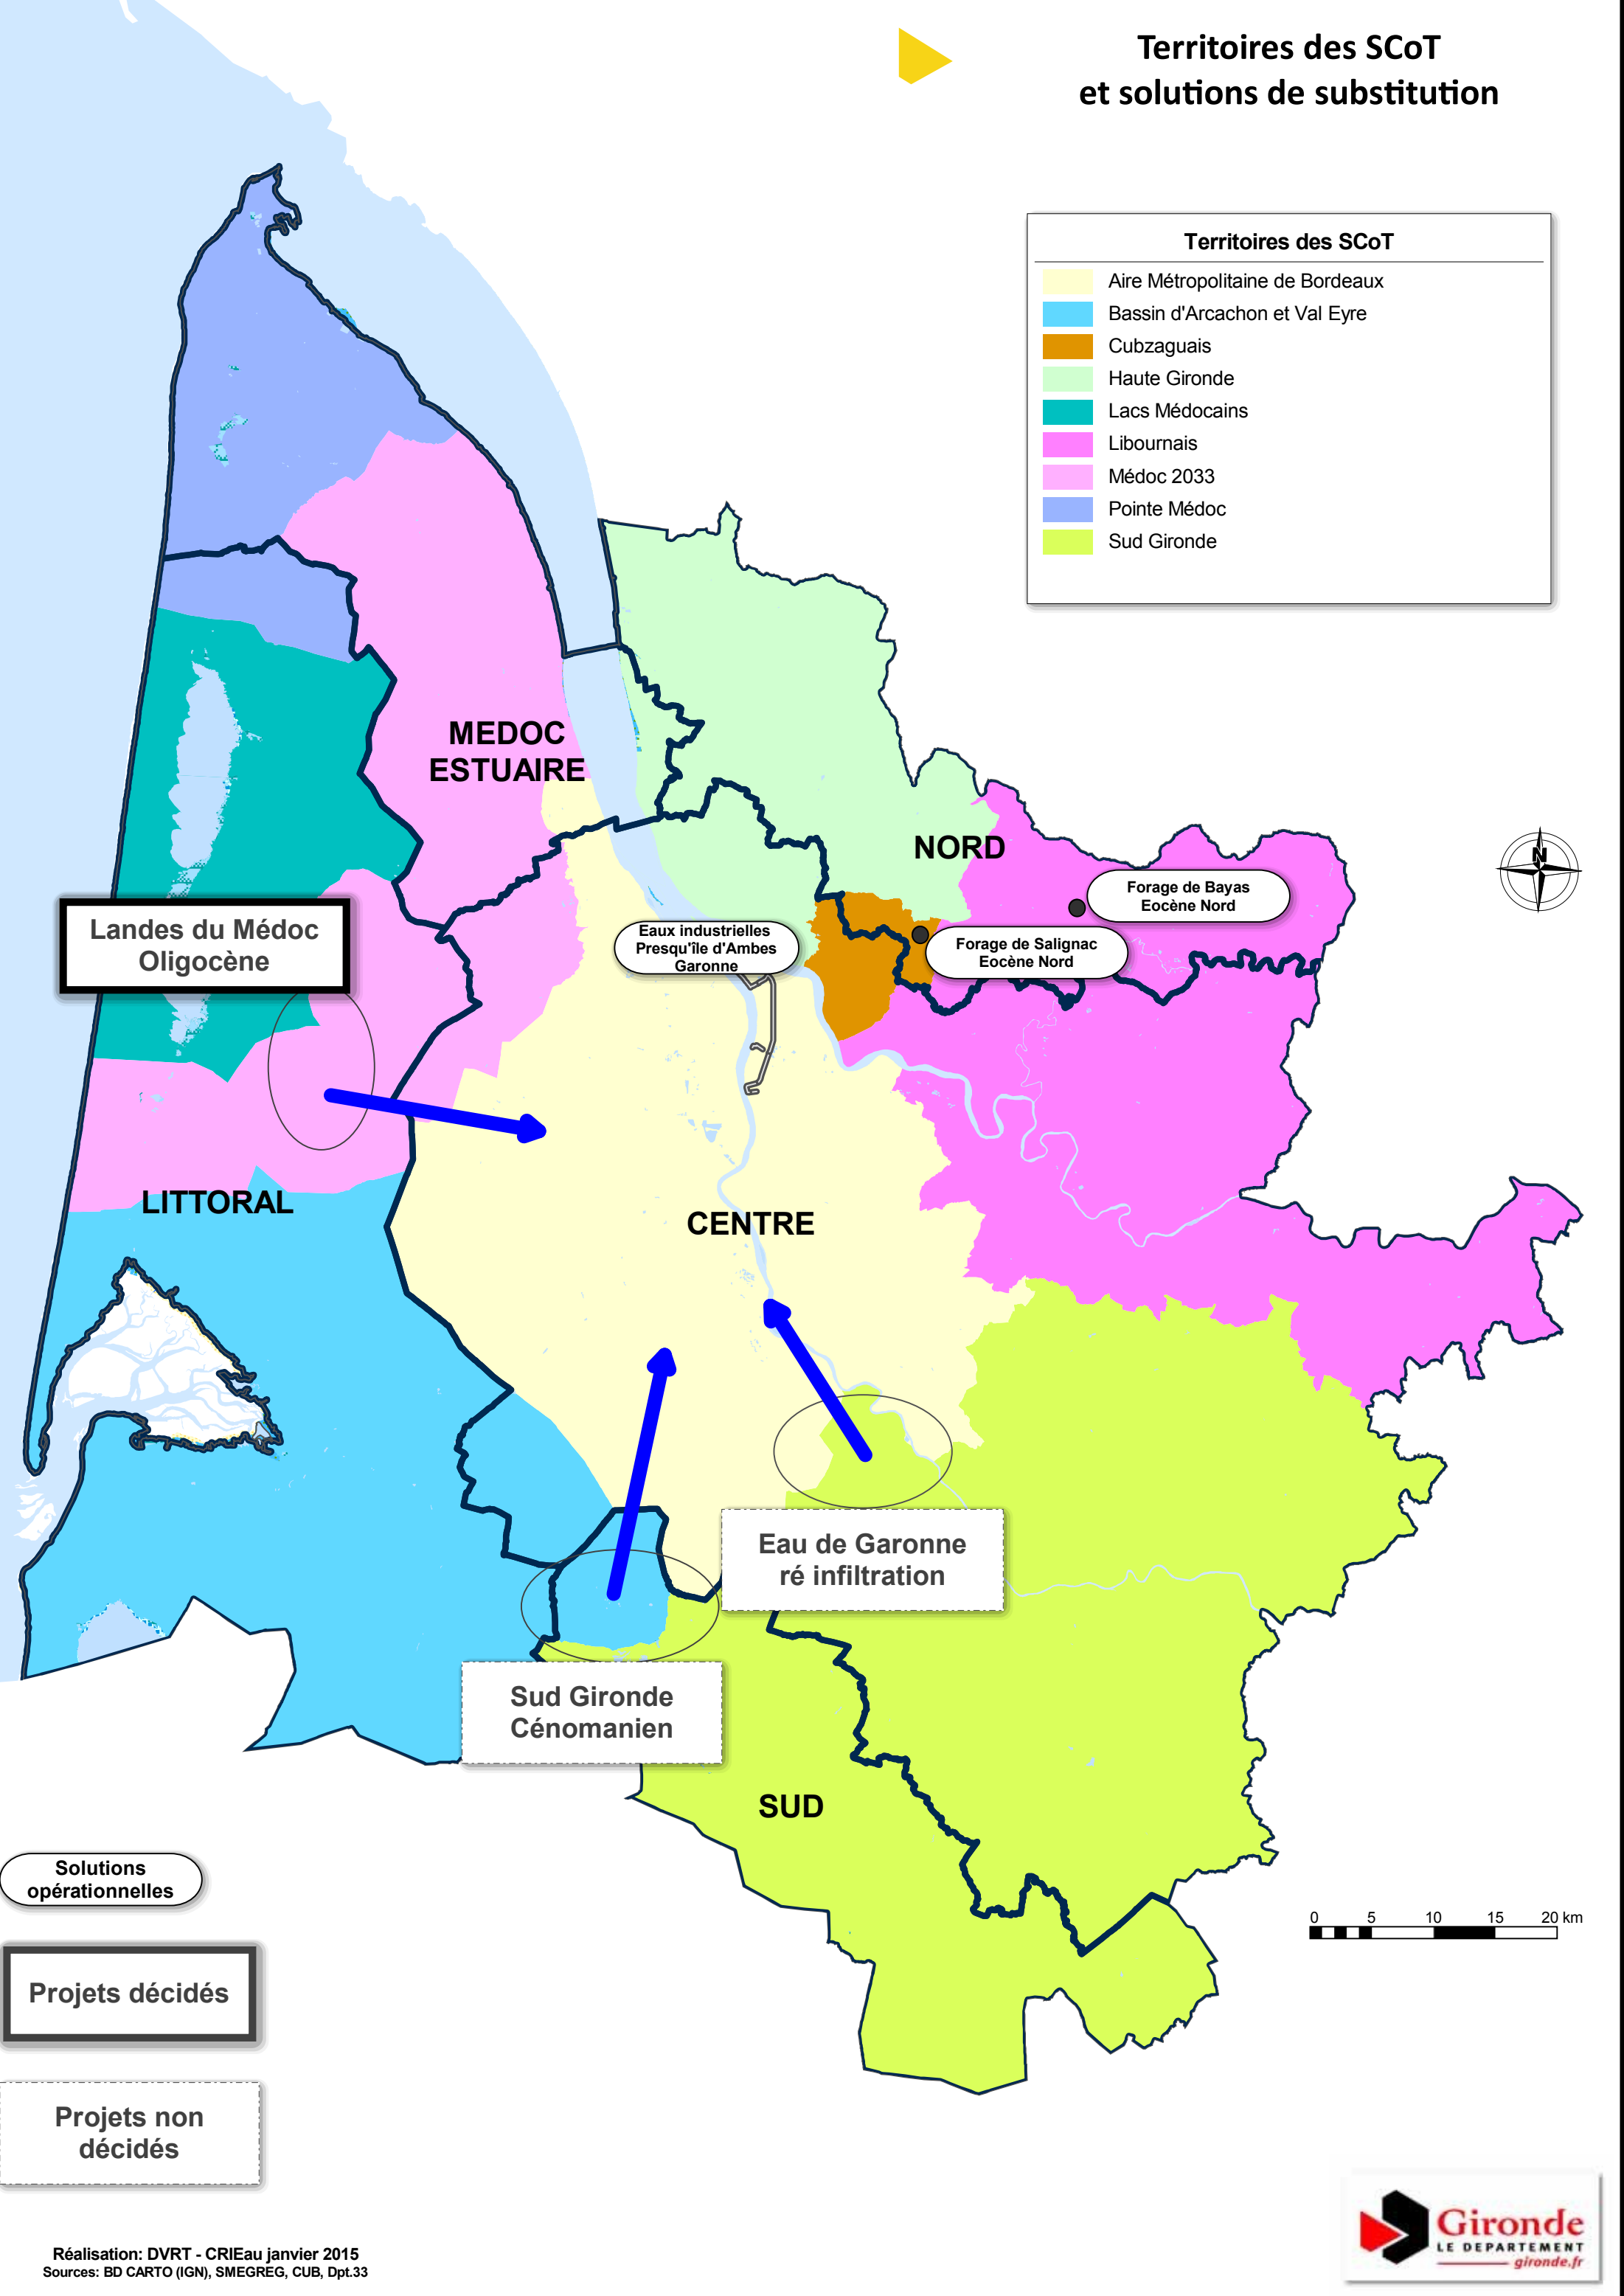 Territoires des SCoT
et solutions de substitution
Territoires des SCoT
Aire Métropolitaine de Bordeaux
Bassin d'Arcachon et Val Eyre
Cubzaguais
Haute Gironde
Lacs Médocains
Libournais
Médoc 2033
Pointe Médoc
Sud Gironde
MEDOC
ESTUAIRE
NORD
N
Forage de Bayas
Eocène Nord
Landes du Médoc
Oligocène
Eaux industrielles
Presqu'île d'Ambes
Garonne
Forage de Salignac
Eocène Nord
LITTORAL
CENTRE
Eau de Garonne
ré infiltration
Sud Gironde
Cénomanien
SUD
Solutions
opérationnelles
0 5 10 15 20 km
Projets décidés
Projets non
décidés
Réalisation: DVRT - CRIEau janvier 2015
Sources: BD CARTO (IGN), SMEGREG, CUB, Dpt.33
Gironde
LE DEPARTEMENT
gironde.fr